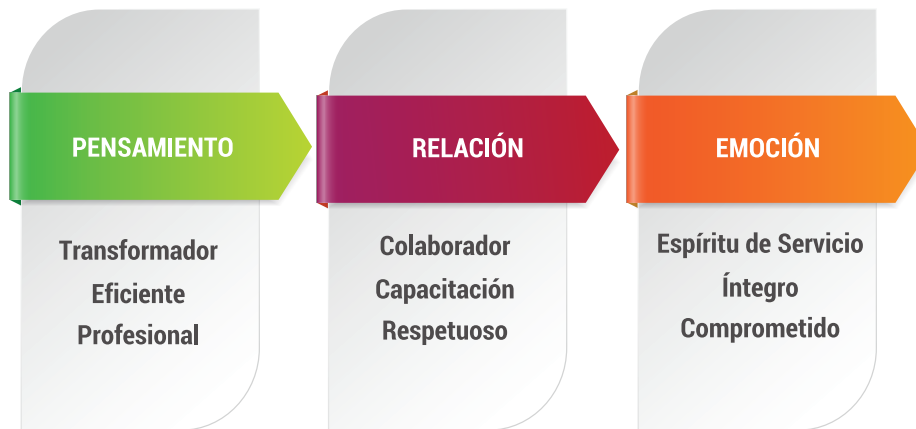 PENSAMIENTO
Transformador
Eficiente
Profesional
RELACIÓN
Colaborador
Capacitación
Respetuoso
EMOCIÓN
Espíritu de Servicio
Íntegro
Comprometido